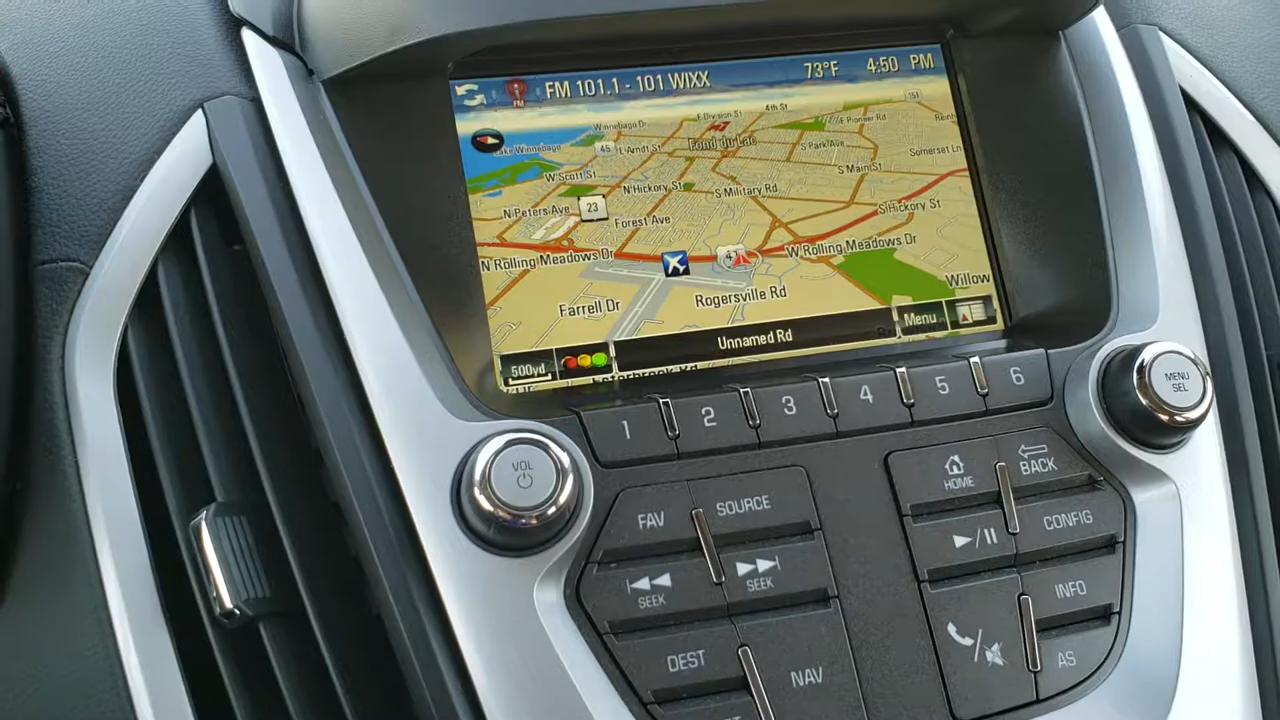 FM 101.1 - 101 WIXX 73°F 4:50 PM
FM
151
4th St
E Division St
Winnebago Dr
E Pioneer Rd
Lake Winnebago
45
E Arndt St
Fond du Lac
S Park Ave
Somerset Ln
W Scott St
S Main St
N Hickory St
S Military Rd
N Peters Ave
23
Forest Ave
S Hickory St
N Rolling Meadows Dr
W Rolling Meadows Dr
Farrell Dr
Rogersville Rd
Willow
Menu
Unnamed Rd
500yd
1
2
3
4
5
6
MENU
SEL
VOL
FAV
SOURCE
HOME
BACK
CONFIG
SEEK
SEEK
INFO
DEST
NAV
AS